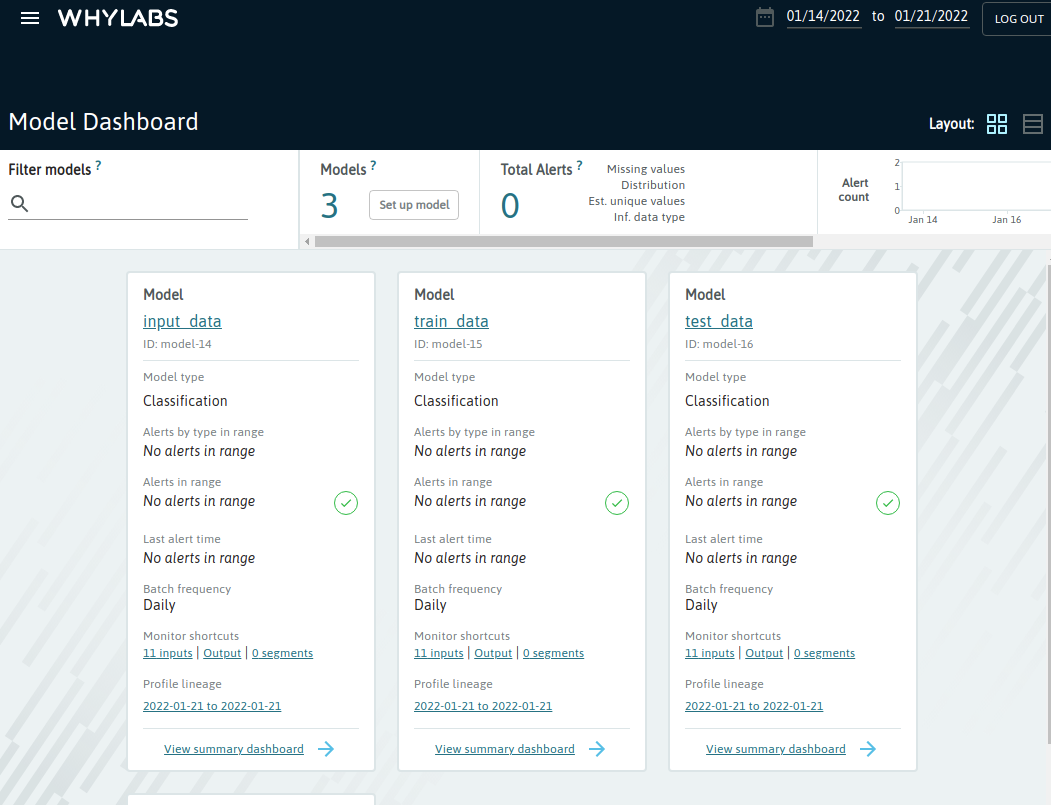 WHYLABS
01/14/2022 to 01/21/2022
LOG OUT
Model Dashboard
Layout:
Filter models ?
Models ?
3
Set up model
Total Alerts ?
0
Missing values
Distribution
Est. unique values
Inf. data type
Alert
count
2
1
0
Jan 14
Jan 16
Model
input_data
ID: model-14
Model type
Classification
Alerts by type in range
No alerts in range
Alerts in range
No alerts in range
Last alert time
No alerts in range
Batch frequency
Daily
Monitor shortcuts
11 inputs | Output | 0 segments
Profile lineage
2022-01-21 to 2022-01-21
View summary dashboard
Model
train_data
ID: model-15
Model type
Classification
Alerts by type in range
No alerts in range
Alerts in range
No alerts in range
Last alert time
No alerts in range
Batch frequency
Daily
Monitor shortcuts
11 inputs | Output | 0 segments
Profile lineage
2022-01-21 to 2022-01-21
View summary dashboard
Model
test_data
ID: model-16
Model type
Classification
Alerts by type in range
No alerts in range
Alerts in range
No alerts in range
Last alert time
No alerts in range
Batch frequency
Daily
Monitor shortcuts
11 inputs | Output | 0 segments
Profile lineage
2022-01-21 to 2022-01-21
View summary dashboard